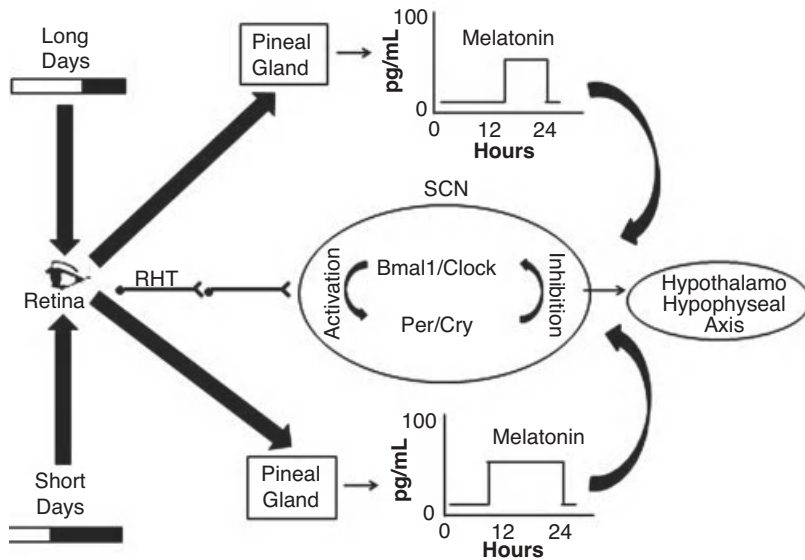 Long
Days
Pineal
Gland
100
pg/mL
0
Melatonin
0 12 24
Hours
SCN
RHT
Retina
Activation
Bmal1/Clock
Per/Cry
Inhibition
Hypothalamo
Hypophyseal
Axis
Short
Days
Pineal
Gland
100
pg/mL
0
Melatonin
0 12 24
Hours